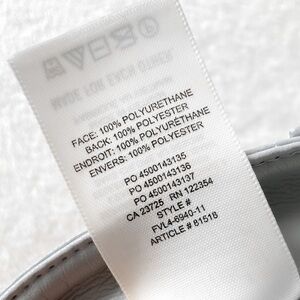 FACE: 100% POLYURETHANE
BACK: 100% POLYESTER
ENDROIT: 100% POLYURÉTHANE
ENVERS: 100% POLYESTER
PO 4500143135
PO 4500143136
PO 4500143137
CA 23725 RN 122354
STYLE #
FVL4-6940-11
ARTICLE # 81518